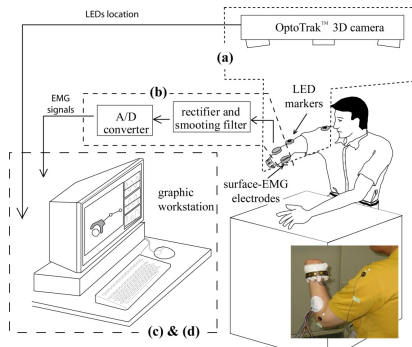 LEDs location
OptoTrak™ 3D camera
(a)
(b)
LED
markers
EMG
signals
A/D
converter
rectifier and
smooting filter
surface-EMG
electrodes
graphic
workstation
(c) & (d)